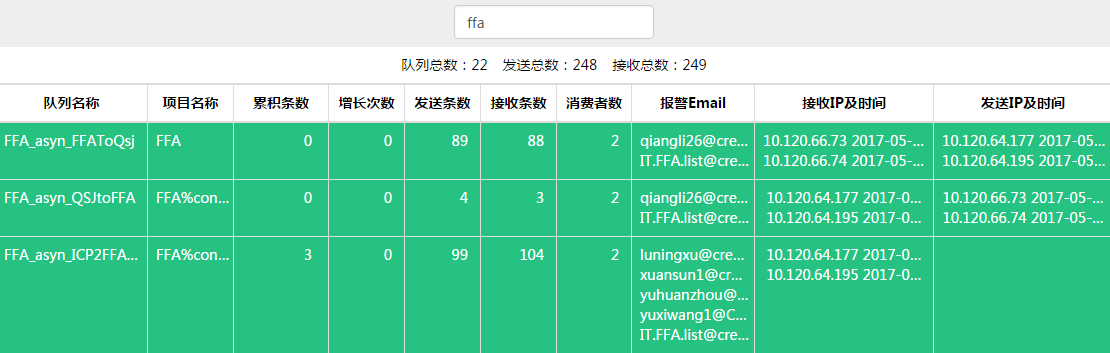 ffa
队列总数：22 发送总数：248 接收总数：249
队列名称 项目名称 累积条数 增长次数 发送条数 接收条数 消费者数 报警Email 接收IP及时间 发送IP及时间
FFA_asyn_FFAToQsj FFA 0 0 89 88 2 qiangli26@cre... 10.120.66.73 2017-05-... 10.120.64.177 2017-05...
IT.FFA.list@cre... 10.120.66.74 2017-05-... 10.120.64.195 2017-05...
FFA_asyn_QSJtoFFA FFA%con... 0 0 4 3 2 qiangli26@cre... 10.120.64.177 2017-0... 10.120.66.73 2017-05-...
IT.FFA.list@cre... 10.120.64.195 2017-0... 10.120.66.74 2017-05-...
FFA_asyn_ICP2FFA... FFA%con... 3 0 99 104 2 luningxu@cre... 10.120.64.177 2017-0...
xuansun1@cr... 10.120.64.195 2017-0...
yuhuanzhou@...
yuxiwang1@C...
IT.FFA.list@cre...